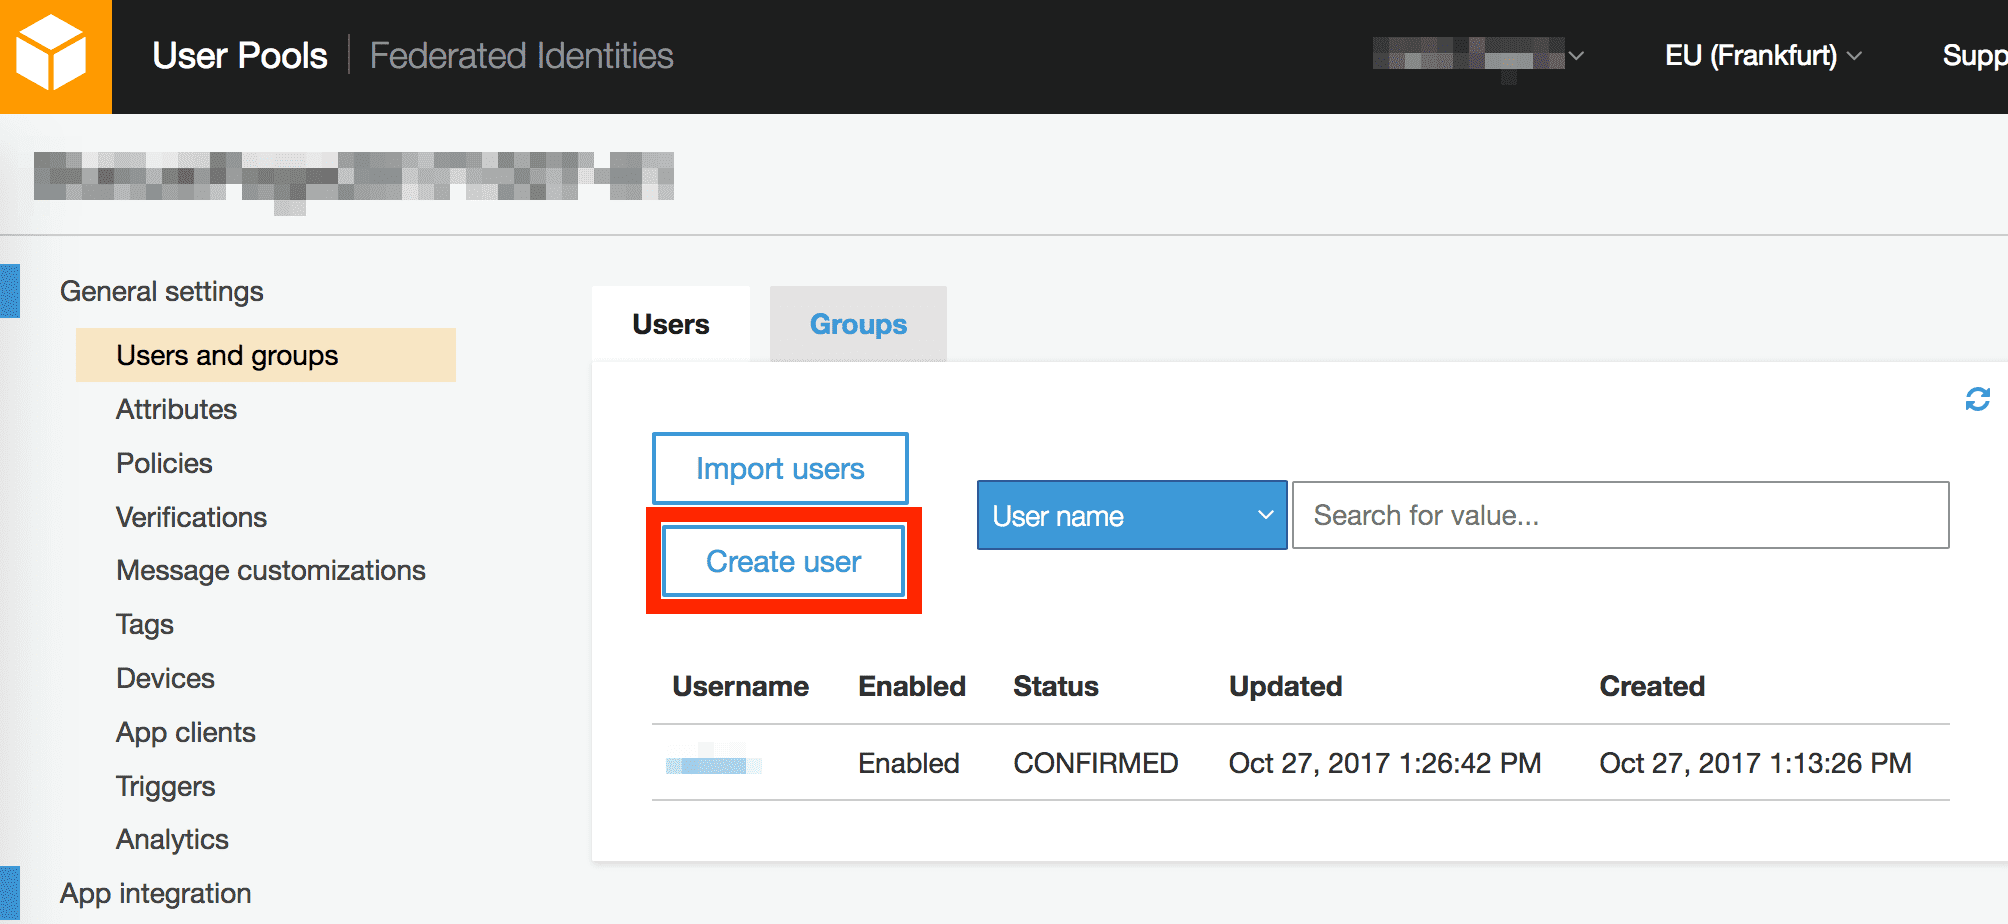 User Pools Federated Identities EU (Frankfurt) Supp
General settings
Users and groups
Attributes
Policies
Verifications
Message customizations
Tags
Devices
App clients
Triggers
Analytics
App integration
Users Groups
Import users
Create user
User name Search for value...
Username Enabled Status Updated Created
Enabled CONFIRMED Oct 27, 2017 1:26:42 PM Oct 27, 2017 1:13:26 PM